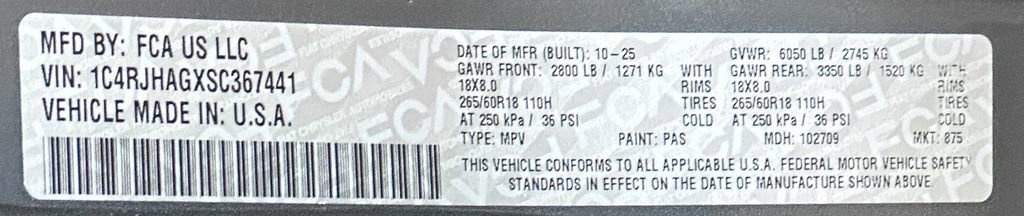 MFD BY: FCA US LLC
VIN: 1C4RJHAGXSC367441
VEHICLE MADE IN: U.S.A.
DATE OF MFR (BUILT): 10-25 GVWR: 6050 LB / 2745 KG
GAWR FRONT: 2800 LB / 1271 KG WITH GAWR REAR: 3350 LB / 1520 KG WITH
18X8.0 RIMS 18X8.0 RIMS
265/60R18 110H TIRES 265/60R18 110H TIRES
AT 250 kPa / 36 PSI COLD AT 250 kPa / 36 PSI COLD
TYPE: MPV PAINT: PAS MDH: 102709 MKT: 875
THIS VEHICLE CONFORMS TO ALL APPLICABLE U.S.A. FEDERAL MOTOR VEHICLE SAFETY
STANDARDS IN EFFECT ON THE DATE OF MANUFACTURE SHOWN ABOVE.